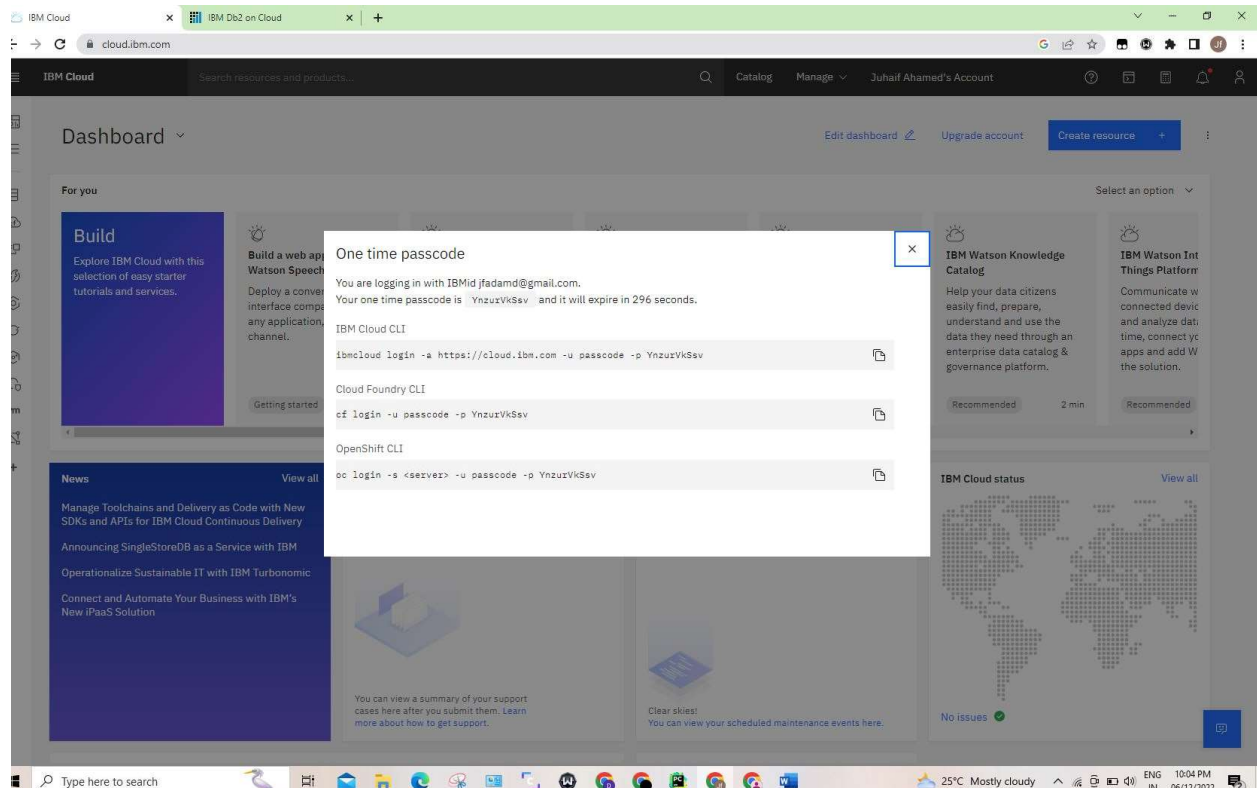 IBM Cloud
IBM Db2 on Cloud
cloud.ibm.com
IBM Cloud
Search resources and products...
Catalog
Manage
Juhaif Ahamed's Account
Dashboard
Edit dashboard
Upgrade account
Create resource +
For you
Select an option
Build
Explore IBM Cloud with this
selection of easy starter
tutorials and services.
Build a web app
Watson Speech
Deploy a conver
interface compa
any application,
channel.
Getting started
One time passcode
You are logging in with IBMid jfadamd@gmail.com.
Your one time passcode is YnzurVkSsv and it will expire in 296 seconds.
IBM Cloud CLI
ibmcloud login -a https://cloud.ibm.com -u passcode -p YnzurVkSsv
Cloud Foundry CLI
cf login -u passcode -p YnzurVkSsv
OpenShift CLI
oc login -s <server> -u passcode -p YnzurVkSsv
IBM Watson Knowledge
Catalog
Help your data citizens
easily find, prepare,
understand and use the
data they need through an
enterprise data catalog &
governance platform.
Recommended
2 min
IBM Watson Int
Things Platform
Communicate w
connected devic
and analyze data
time, connect yo
apps and add W
the solution.
Recommended
News
View all
Manage Toolchains and Delivery as Code with New
SDKs and APIs for IBM Cloud Continuous Delivery
Announcing SingleStoreDB as a Service with IBM
Operationalize Sustainable IT with IBM Turbonomic
Connect and Automate Your Business with IBM's
New iPaaS Solution
You can view a summary of your support
cases here after you submit them. Learn
more about how to get support.
Clear skies!
You can view your scheduled maintenance events here.
IBM Cloud status
View all
No issues
Type here to search
25°C Mostly cloudy
ENG
IN
10:04 PM
06/12/2022